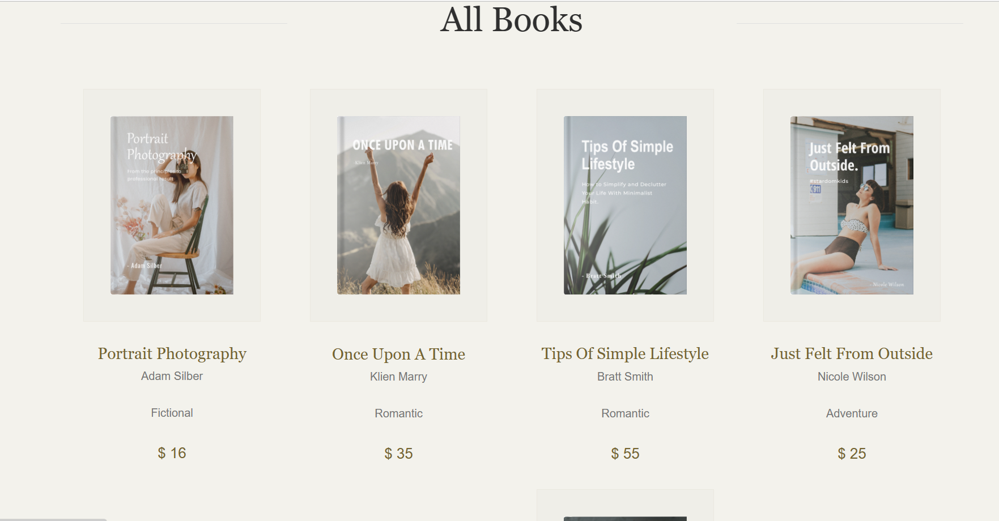 All Books
Portrait
Photography
From the principles to
professional result
- Adam Silber
ONCE UPON A TIME
Klien Marry
Tips Of Simple
Lifestyle
How to Simplify and Declutter
Your Life With Minimalist
Habit.
- Bratt Smith
Just Felt From
Outside.
#stardomkids
- Nicole Wilson
Portrait Photography
Once Upon A Time
Tips Of Simple Lifestyle
Just Felt From Outside
Adam Silber
Klien Marry
Bratt Smith
Nicole Wilson
Fictional
Romantic
Romantic
Adventure
$ 16
$ 35
$ 55
$ 25